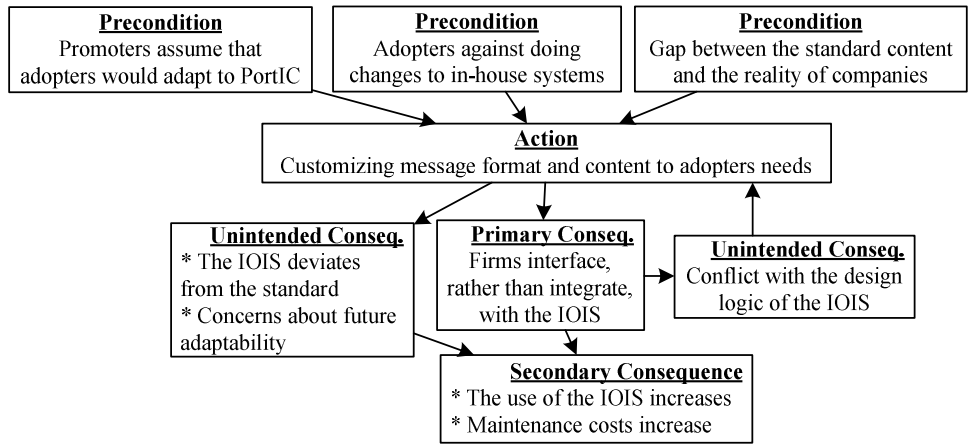 Precondition
Promoters assume that
adopters would adapt to PortIC
Precondition
Adopters against doing
changes to in-house systems
Precondition
Gap between the standard content
and the reality of companies
Action
Customizing message format and content to adopters needs
Unintended Conseq.
* The IOIS deviates
from the standard
* Concerns about future
adaptability
Primary Conseq.
Firms interface,
rather than integrate,
with the IOIS
Unintended Conseq.
Conflict with the design
logic of the IOIS
Secondary Consequence
* The use of the IOIS increases
* Maintenance costs increase